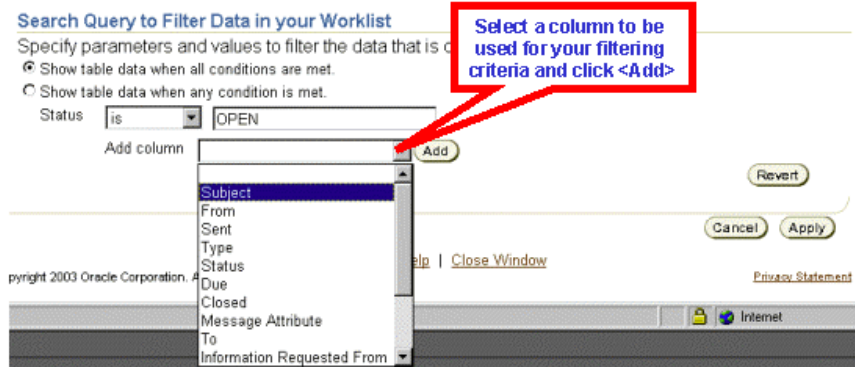 Search Query to Filter Data in your Worklist
Specify parameters and values to filter the data that is
Select a column to be
used for your filtering
criteria and click <Add>
Show table data when all conditions are met.
Show table data when any condition is met.
Status is OPEN
Add column Add
Subject
From
Sent
Type
Status
Due
Closed
Message Attribute
To
Information Requested From
Revert
Cancel Apply
| Close Window
2003 Oracle Corporation.
Privacy Statement
Internet